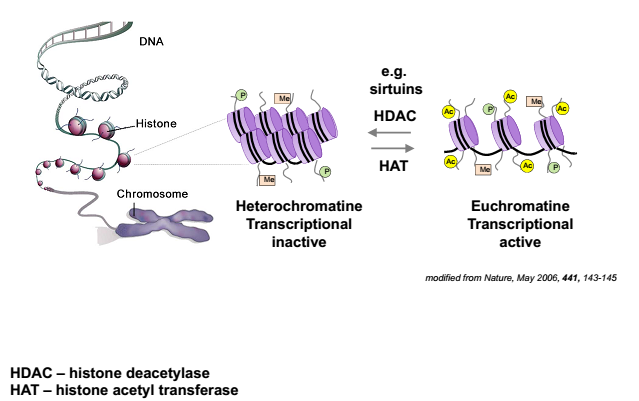 DNA
Histone
Chromosome
P
Me
Me
P
Heterochromatine
Transcriptional
inactive
e.g.
sirtuins
HDAC
HAT
Ac
P
Ac
Me
Ac
Ac
Me
Ac
P
Euchromatine
Transcriptional
active
modified from Nature, May 2006, 441, 143-145
HDAC – histone deacetylase
HAT – histone acetyl transferase